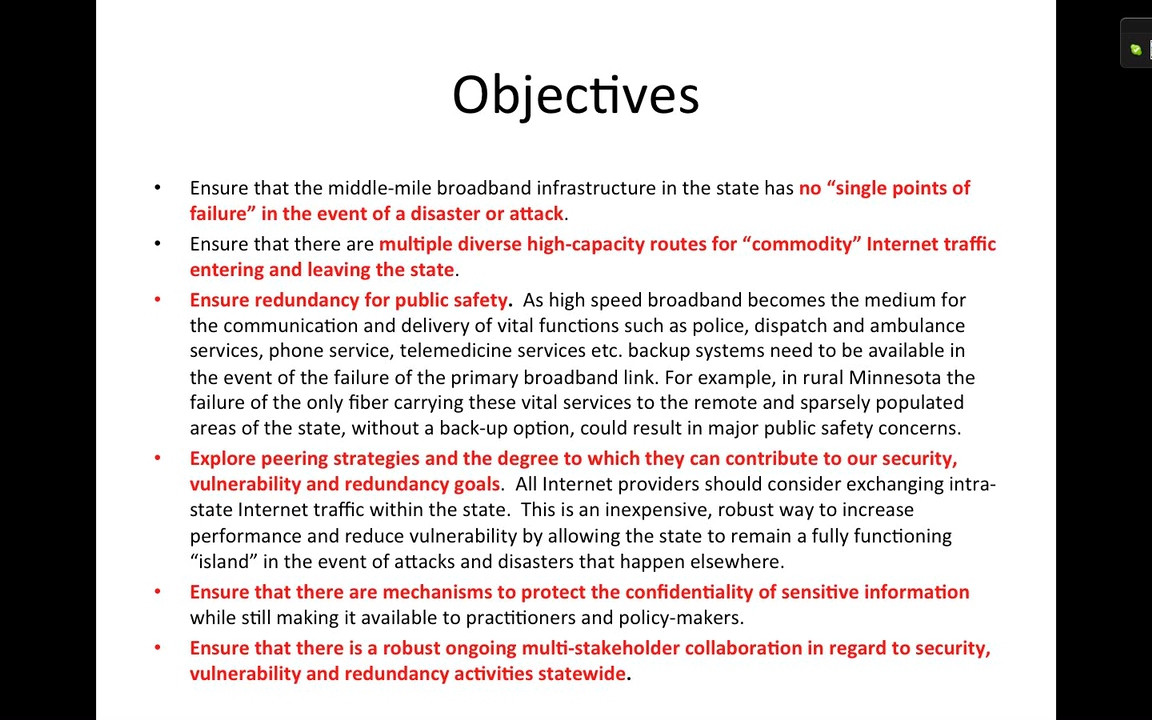 Objectives
• Ensure that the middle-mile broadband infrastructure in the state has no “single points of
failure” in the event of a disaster or attack.
• Ensure that there are multiple diverse high-capacity routes for “commodity” Internet traffic
entering and leaving the state.
• Ensure redundancy for public safety.  As high speed broadband becomes the medium for
the communication and delivery of vital functions such as police, dispatch and ambulance
services, phone service, telemedicine services etc. backup systems need to be available in
the event of the failure of the primary broadband link. For example, in rural Minnesota the
failure of the only fiber carrying these vital services to the remote and sparsely populated
areas of the state, without a back-up option, could result in major public safety concerns.
• Explore peering strategies and the degree to which they can contribute to our security,
vulnerability and redundancy goals.  All Internet providers should consider exchanging intra-
state Internet traffic within the state.  This is an inexpensive, robust way to increase
performance and reduce vulnerability by allowing the state to remain a fully functioning
“island” in the event of attacks and disasters that happen elsewhere.
• Ensure that there are mechanisms to protect the confidentiality of sensitive information
while still making it available to practitioners and policy-makers.
• Ensure that there is a robust ongoing multi-stakeholder collaboration in regard to security,
vulnerability and redundancy activities statewide.